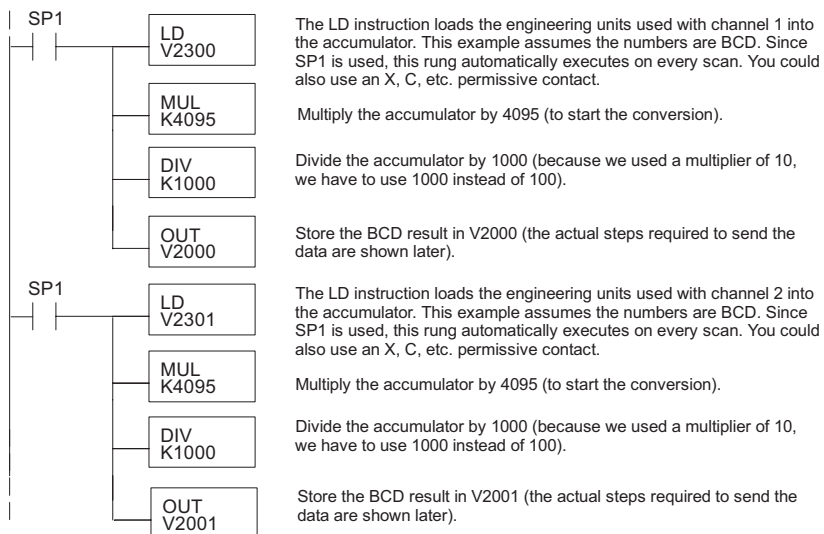 SP1
LD
V2300
The LD instruction loads the engineering units used with channel 1 into
the accumulator. This example assumes the numbers are BCD. Since
SP1 is used, this rung automatically executes on every scan. You could
also use an X, C, etc. permissive contact.
MUL
K4095
Multiply the accumulator by 4095 (to start the conversion).
DIV
K1000
Divide the accumulator by 1000 (because we used a multiplier of 10,
we have to use 1000 instead of 100).
OUT
V2000
Store the BCD result in V2000 (the actual steps required to send the
data are shown later).
SP1
LD
V2301
The LD instruction loads the engineering units used with channel 2 into
the accumulator. This example assumes the numbers are BCD. Since
SP1 is used, this rung automatically executes on every scan. You could
also use an X, C, etc. permissive contact.
MUL
K4095
Multiply the accumulator by 4095 (to start the conversion).
DIV
K1000
Divide the accumulator by 1000 (because we used a multiplier of 10,
we have to use 1000 instead of 100).
OUT
V2001
Store the BCD result in V2001 (the actual steps required to send the
data are shown later).